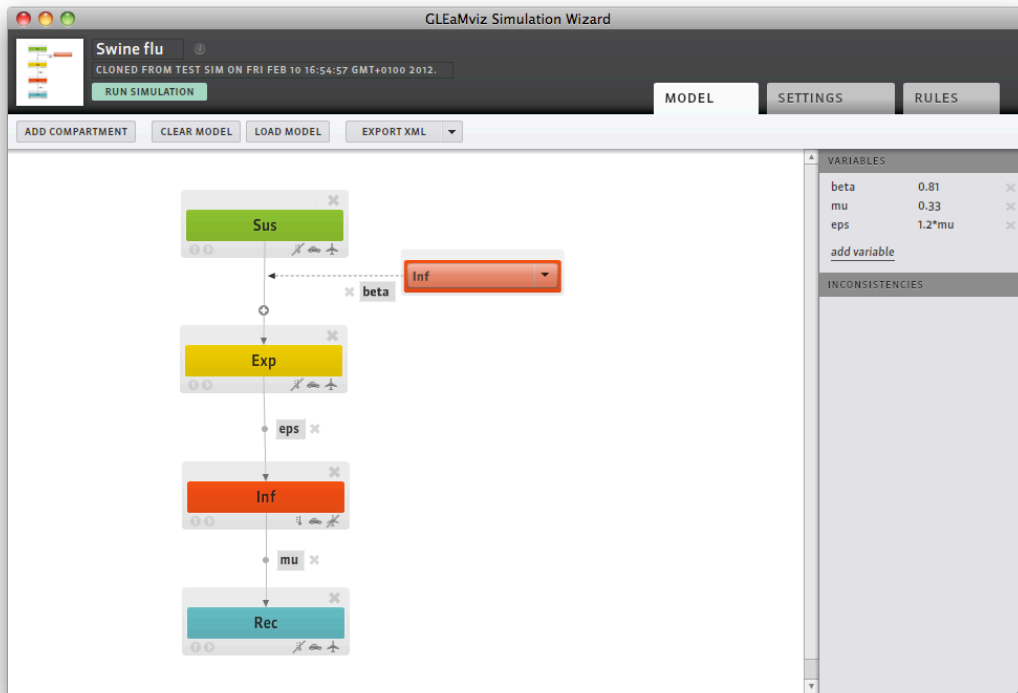 GLEaMviz Simulation Wizard
Swine flu
CLONED FROM TEST SIM ON FRI FEB 10 16:54:57 GMT+0100 2012.
RUN SIMULATION
MODEL SETTINGS RULES
ADD COMPARTMENT CLEAR MODEL LOAD MODEL EXPORT XML
VARIABLES
beta 0.81
mu 0.33
eps 1.2*mu
add variable
INCONSISTENCIES
Sus
Inf
beta
Exp
eps
Inf
mu
Rec